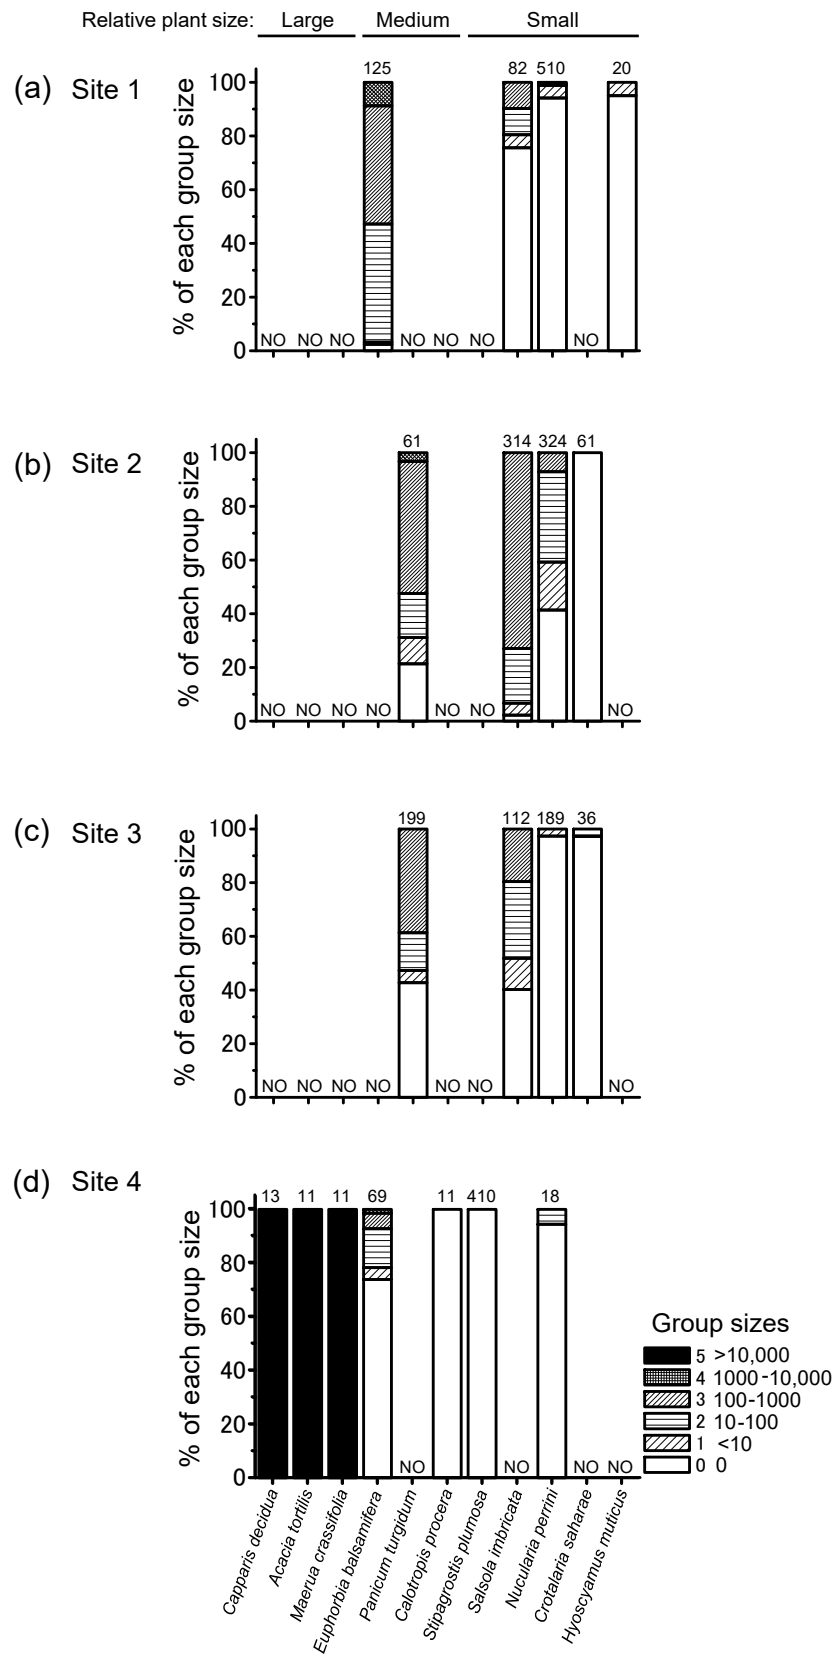 Relative plant size: Large Medium Small
(a) Site 1
125 82 510 20
% of each group size
100
80
60
40
20
0
NO NO NO NO NO NO NO
(b) Site 2
61 314 324 61
% of each group size
100
80
60
40
20
0
NO NO NO NO NO NO NO
(c) Site 3
199 112 189 36
% of each group size
100
80
60
40
20
0
NO NO NO NO NO NO NO
(d) Site 4
13 11 11 69 11 410 18
% of each group size
100
80
60
40
20
0
NO NO NO NO
Group sizes
5 >10,000
4 1000-10,000
3 100-1000
2 10-100
1 <10
0 0
Capparis decidua
Acacia tortilis
Maerua crassifolia
Euphorbia balsamifera
Panicum turgidum
Calotropis procera
Stipagrostis plumosa
Salsola imbricata
Nucularia perrini
Crotalaria saharae
Hyoscyamus muticus